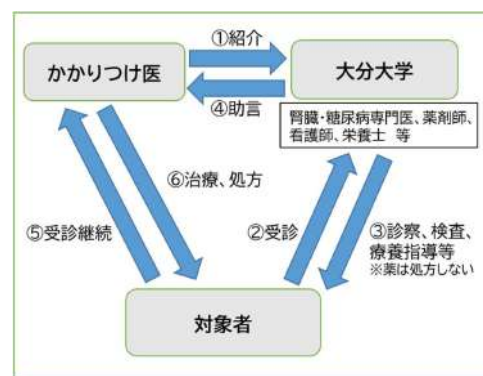 ①紹介
かかりつけ医
大分大学
④助言
腎臓・糖尿病専門医、薬剤師、
看護師、栄養士 等
⑥治療、処方
⑤受診継続
②受診
③診察、検査、
療養指導等
※薬は処方しない
対象者